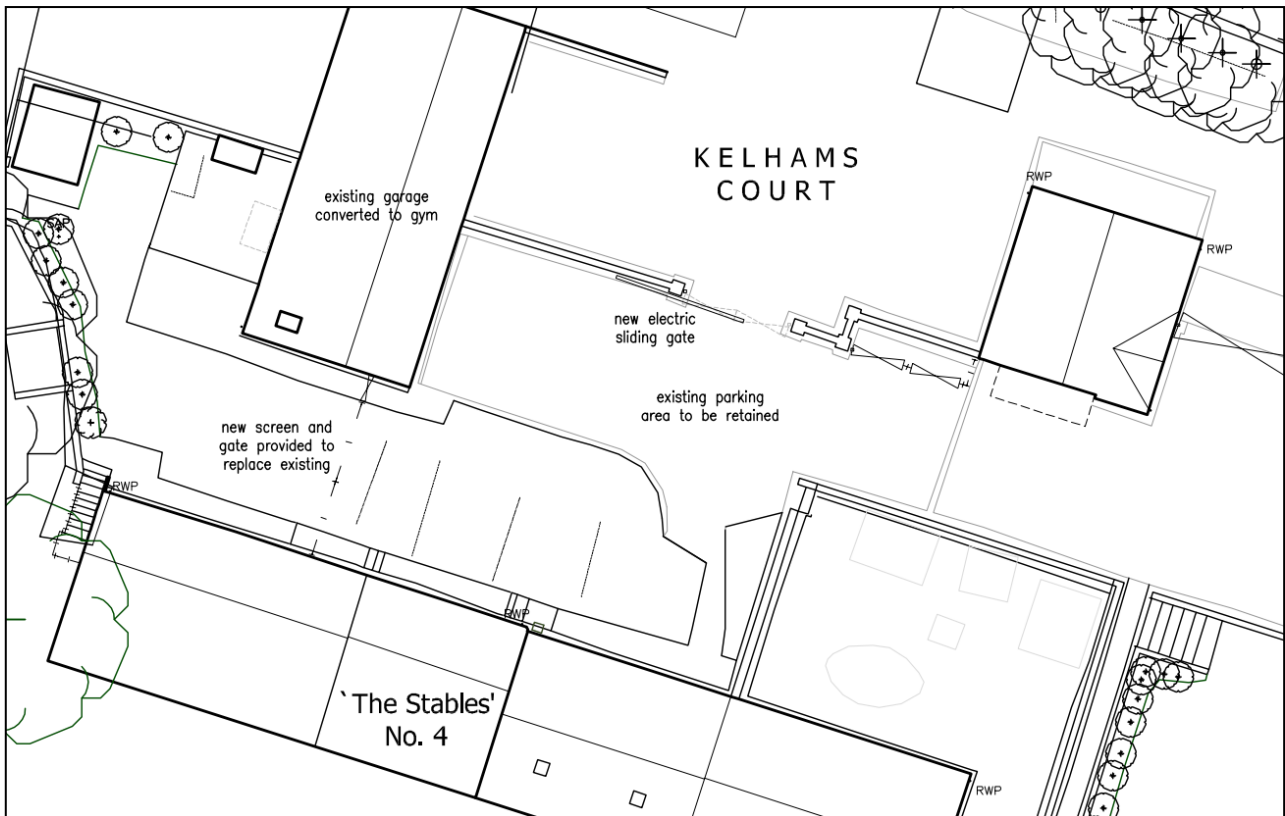 KELHAMS
COURT
RWP
RWP
existing garage
converted to gym
SAP
new electric
sliding gate
existing parking
area to be retained
new screen and
gate provided to
replace existing
RWP
RWP
`The Stables'
No. 4
RWP